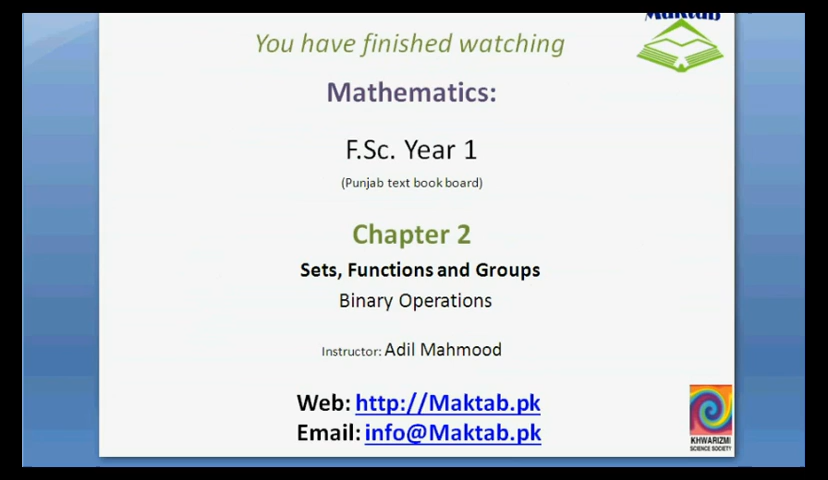 Maktab
You have finished watching
Mathematics:
F.Sc. Year 1
(Punjab text book board)
Chapter 2
Sets, Functions and Groups
Binary Operations
Instructor: Adil Mahmood
Web: http://Maktab.pk
Email: info@Maktab.pk
KHWARIZMI
SCIENCE SOCIETY